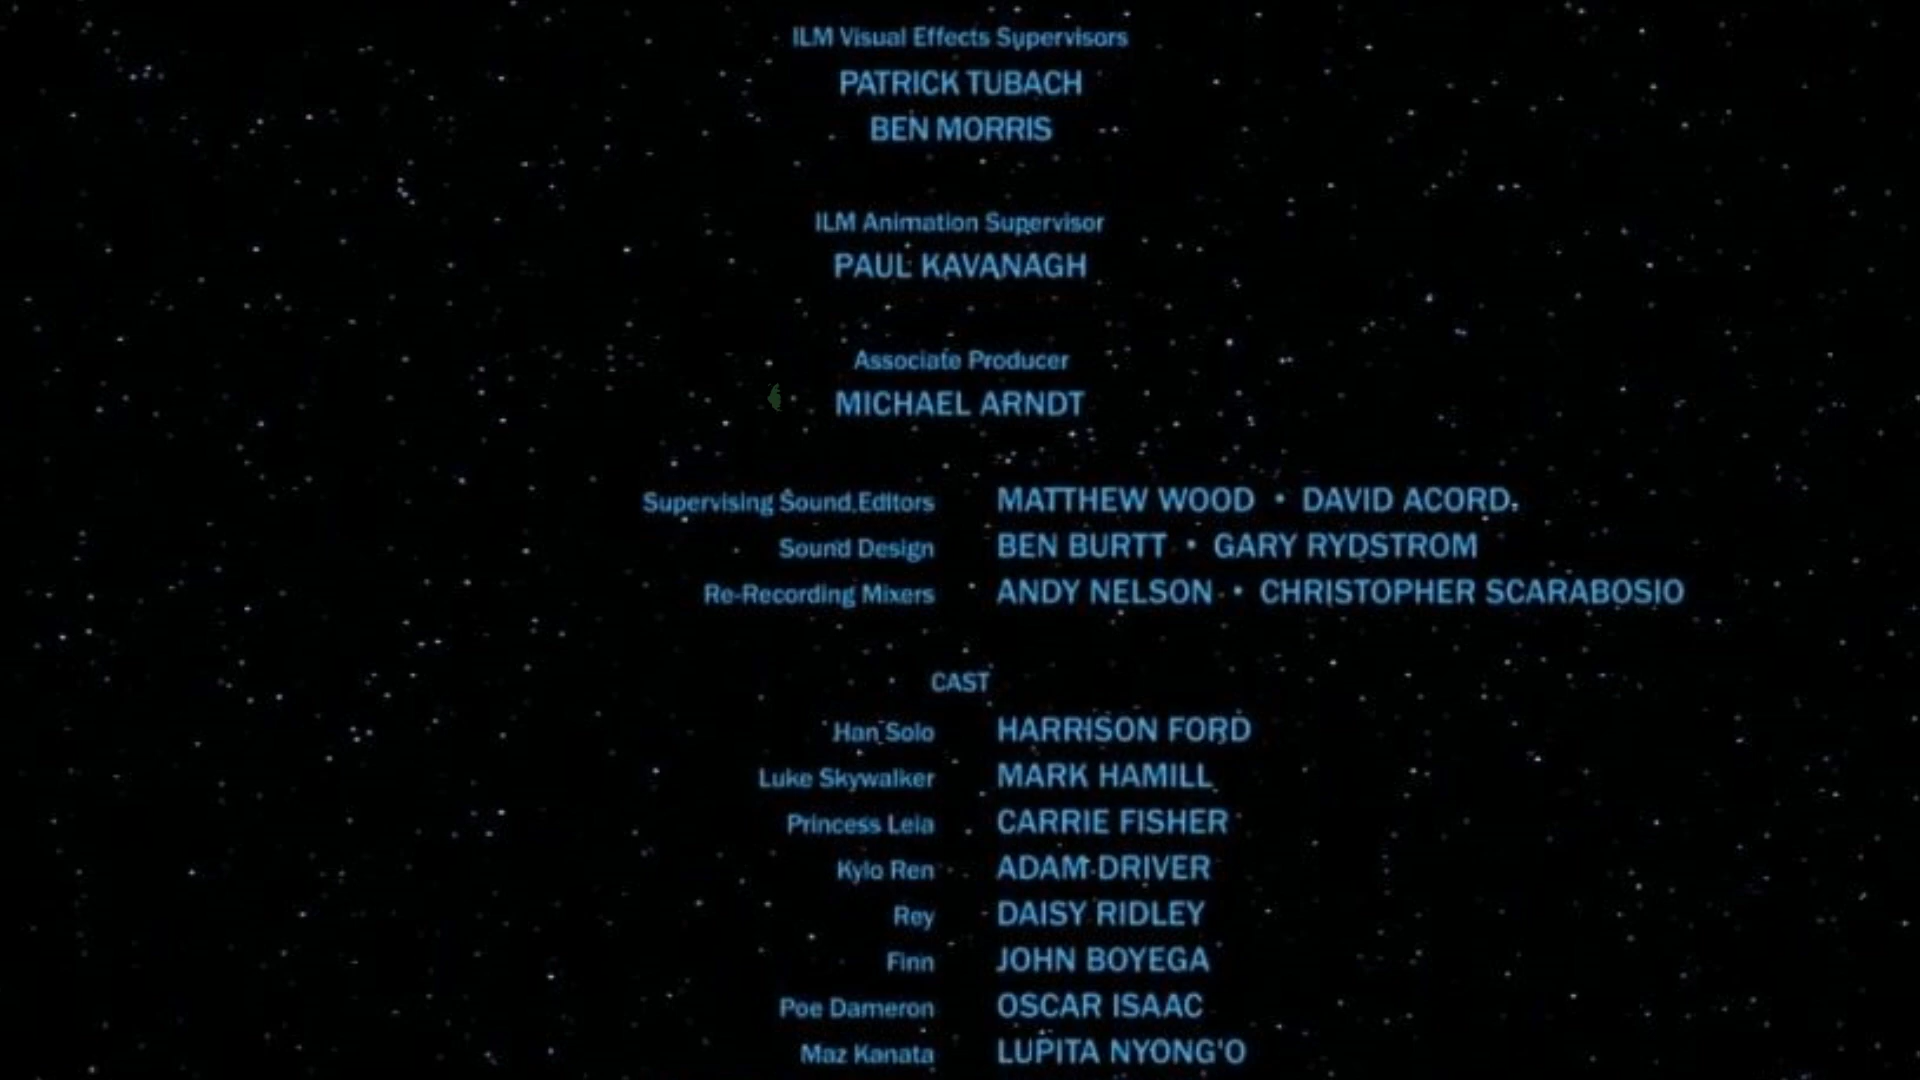 ILM Visual Effects Supervisors
PATRICK TUBACH
BEN MORRIS
ILM Animation Supervisor
PAUL KAVANAGH
Associate Producer
MICHAEL ARNDT
Supervising Sound Editors MATTHEW WOOD • DAVID ACORD
Sound Design BEN BURTT • GARY RYDSTROM
Re-Recording Mixers ANDY NELSON • CHRISTOPHER SCARABOSIO
CAST
Han Solo HARRISON FORD
Luke Skywalker MARK HAMILL
Princess Leia CARRIE FISHER
Kylo Ren ADAM DRIVER
Rey DAISY RIDLEY
Finn JOHN BOYEGA
Poe Dameron OSCAR ISAAC
Maz Kanata LUPITA NYONG'O